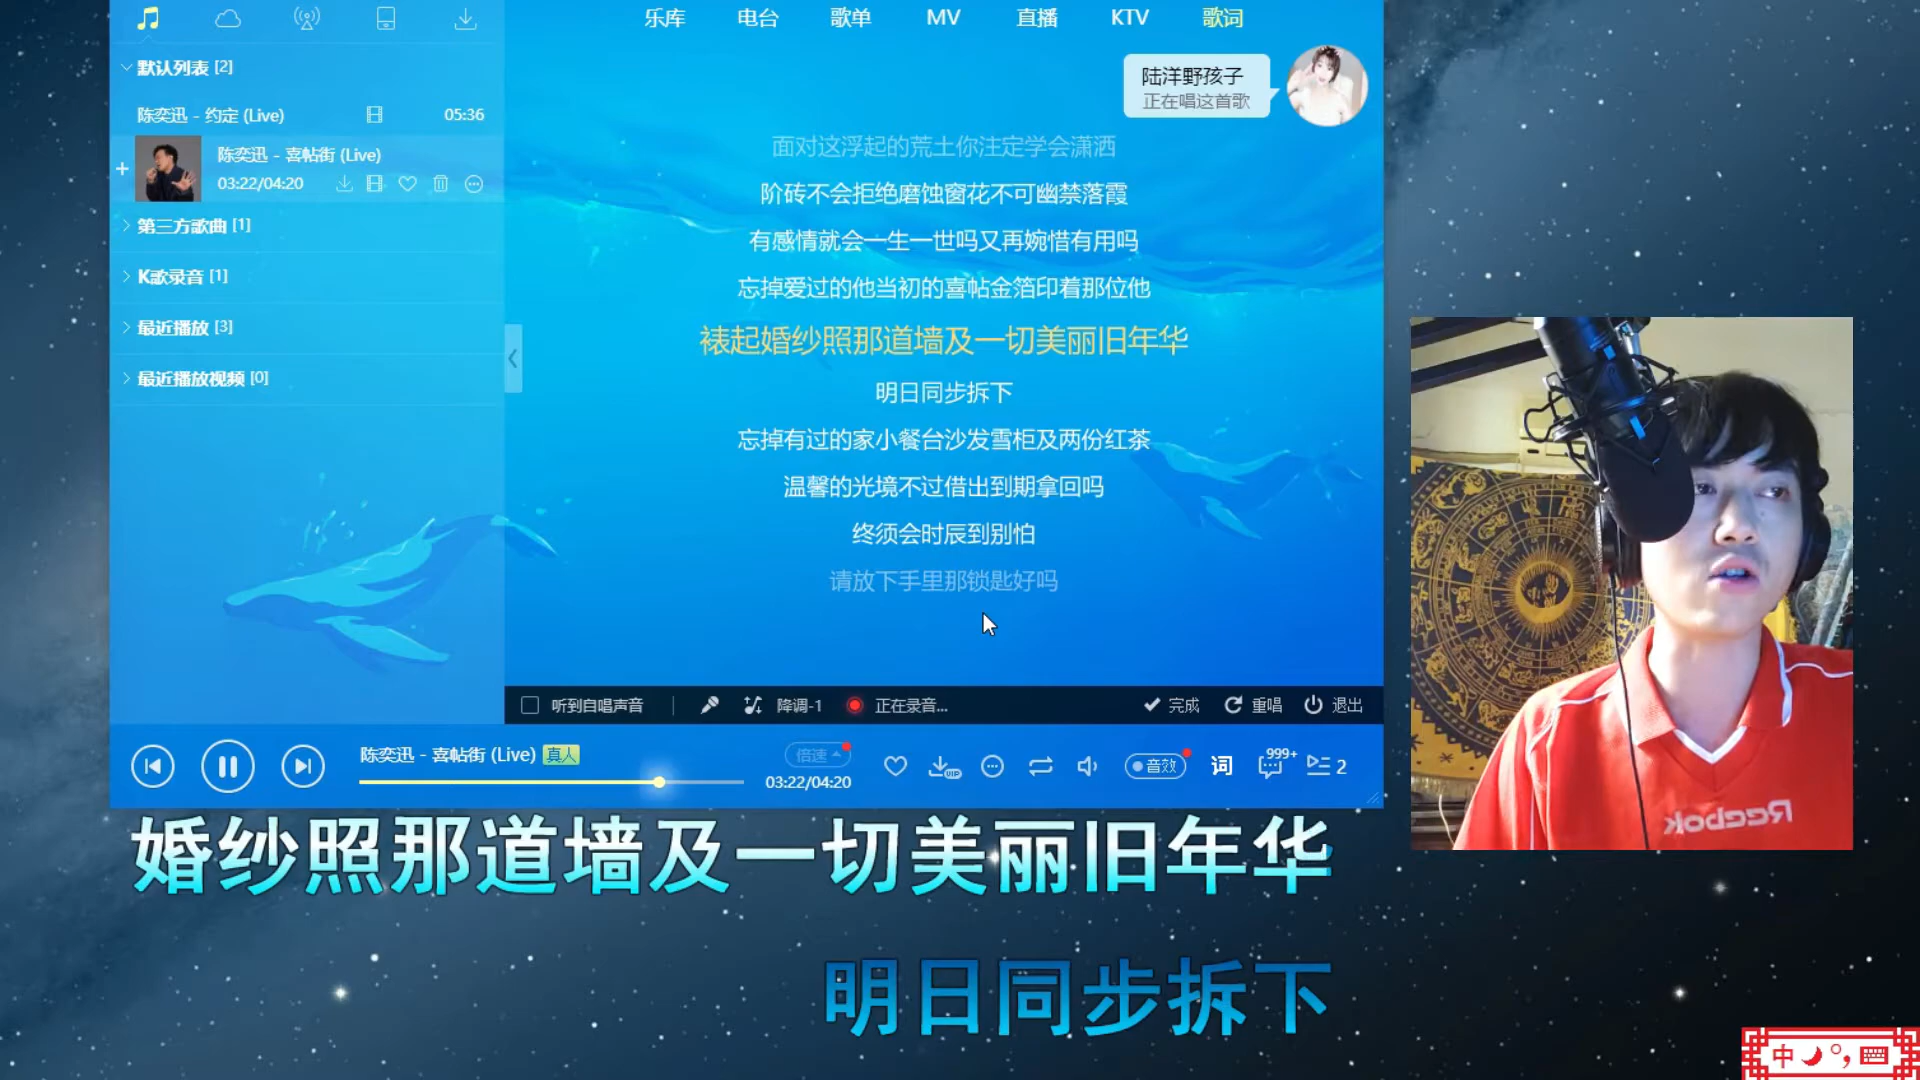 乐库 电台 歌单 MV 直播 KTV 歌词
默认列表 [2]
陈奕迅 - 约定 (Live) 05:36
陈奕迅 - 喜帖街 (Live)
03:22/04:20
第三方歌曲 [1]
K歌录音 [1]
最近播放 [3]
最近播放视频 [0]
陆洋野孩子
正在唱这首歌
面对这浮起的荒土你注定学会潇洒
阶砖不会拒绝磨蚀窗花不可幽禁落霞
有感情就会一生一世吗又再婉惜有用吗
忘掉爱过的他当初的喜帖金箔印着那位他
裱起婚纱照那道墙及一切美丽旧年华
明日同步拆下
忘掉有过的家小餐台沙发雪柜及两份红茶
温馨的光境不过借出到期拿回吗
终须会时辰到别怕
请放下手里那锁匙好吗
听到自唱声音 降调-1 正在录音... 完成 重唱 退出
陈奕迅 - 喜帖街 (Live) 真人 倍速
03:22/04:20 VIP 音效 词 999+ 2
婚纱照那道墙及一切美丽旧年华
明日同步拆下
Reebok
中